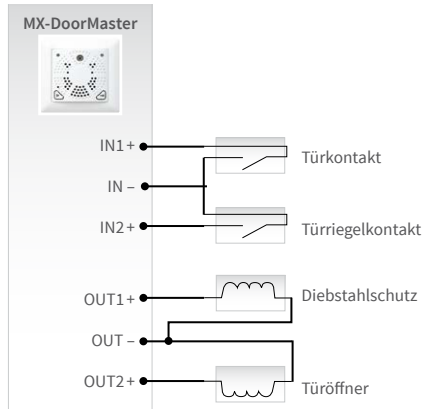 MX-DoorMaster
IN1+
Türkontakt
IN –
IN2+
Türriegelkontakt
OUT1+
Diebstahlschutz
OUT –
OUT2+
Türöffner